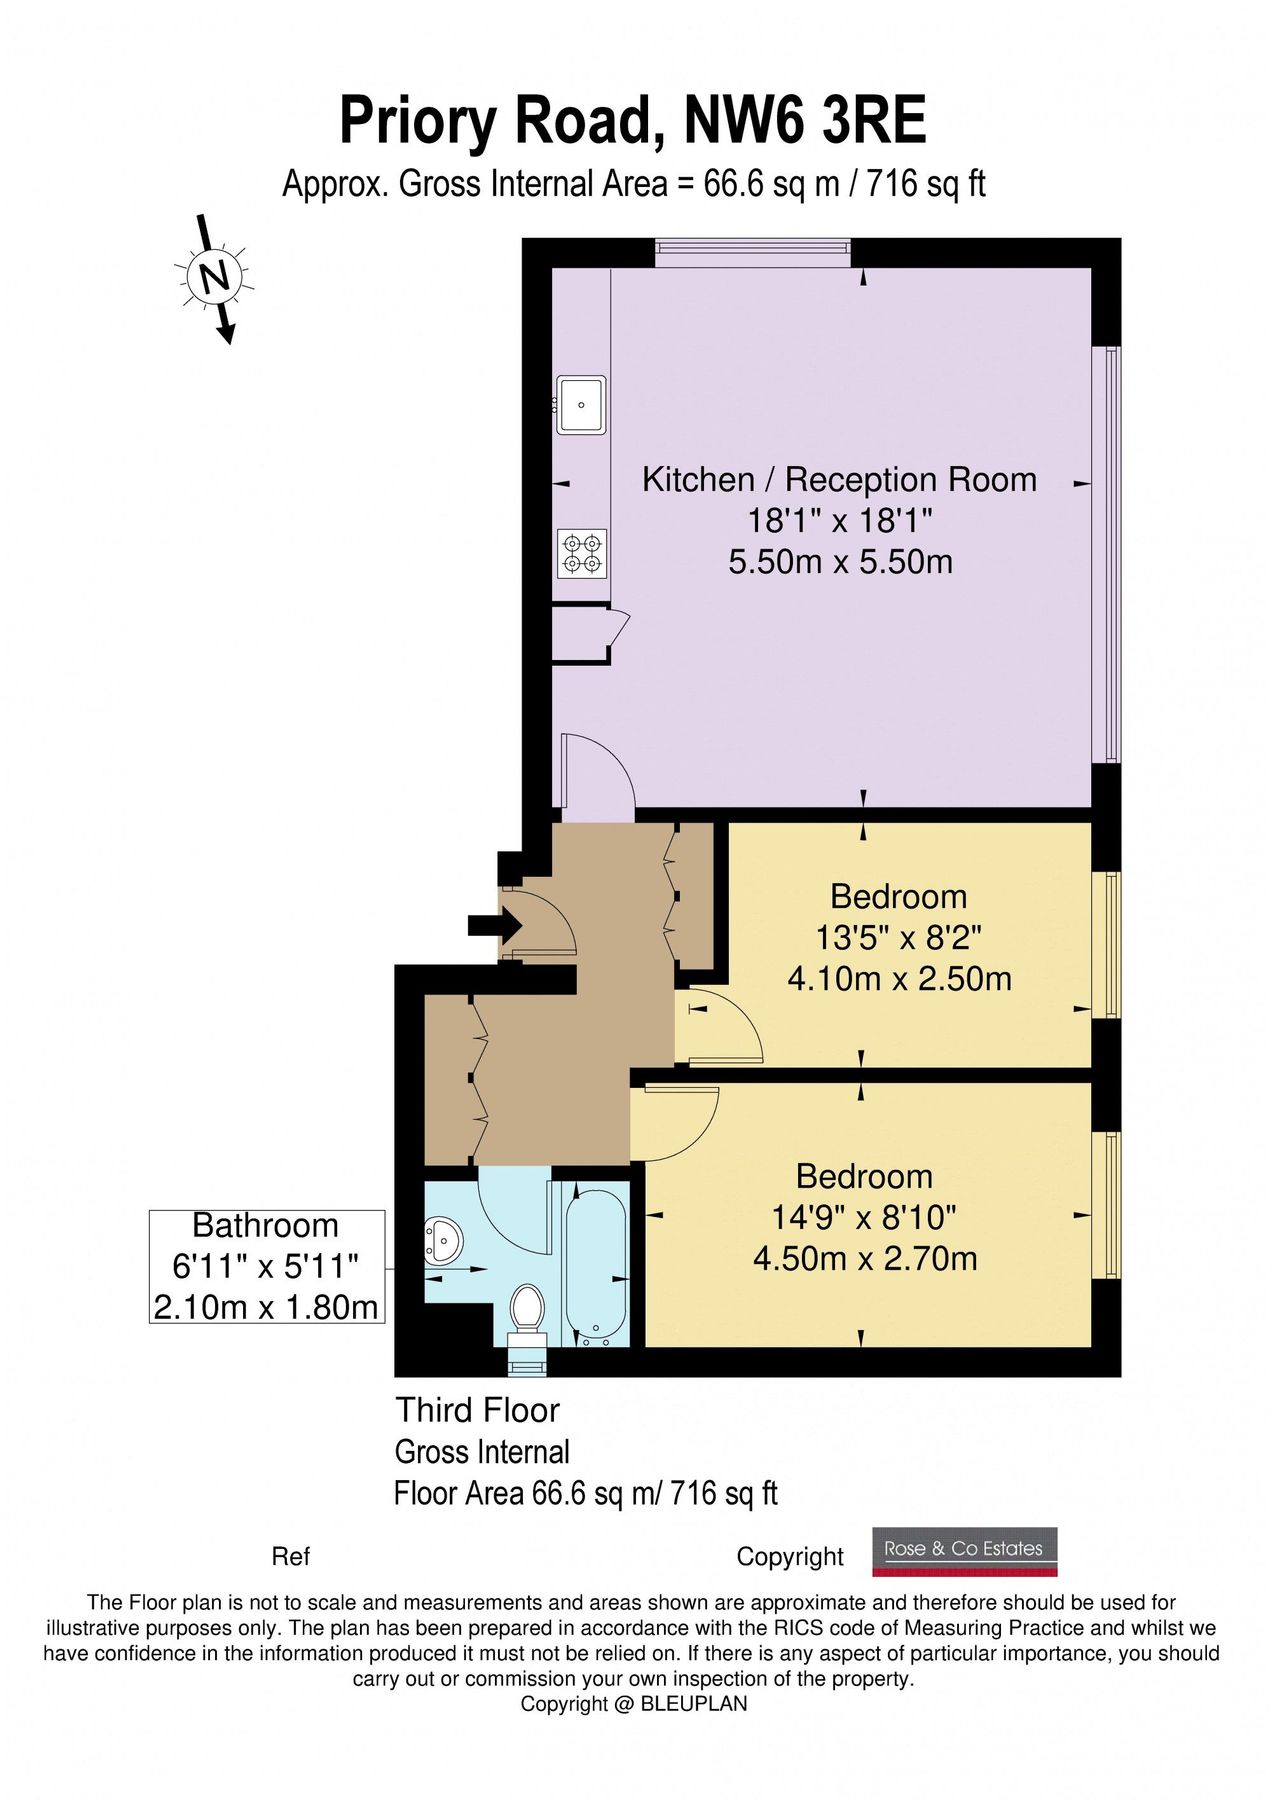 Priory Road, NW6 3RE
Approx. Gross Internal Area = 66.6 sq m / 716 sq ft
N
Kitchen / Reception Room
18'1" x 18'1"
5.50m x 5.50m
Bedroom
13'5" x 8'2"
4.10m x 2.50m
Bedroom
14'9" x 8'10"
4.50m x 2.70m
Bathroom
6'11" x 5'11"
2.10m x 1.80m
Third Floor
Gross Internal
Floor Area 66.6 sq m/ 716 sq ft
Ref
Copyright
Rose & Co Estates
The Floor plan is not to scale and measurements and areas shown are approximate and therefore should be used for
illustrative purposes only. The plan has been prepared in accordance with the RICS code of Measuring Practice and whilst we
have confidence in the information produced it must not be relied on. If there is any aspect of particular importance, you should
carry out or commission your own inspection of the property.
Copyright @ BLEUPLAN